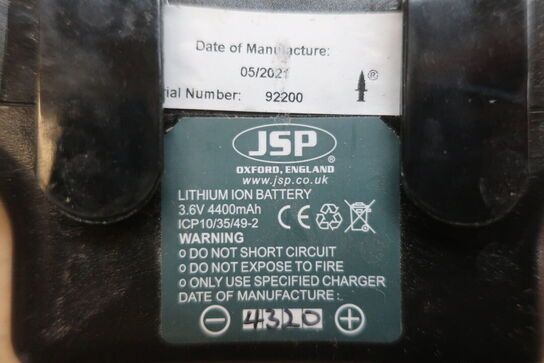 Date of Manufacture:
05/2021
ial Number: 92200
®
JSP
®
OXFORD, ENGLAND
www.jsp.co.uk
LITHIUM ION BATTERY
3.6V 4400mAh
ICP10/35/49-2
CE
WARNING
o DO NOT SHORT CIRCUIT
o DO NOT EXPOSE TO FIRE
o ONLY USE SPECIFIED CHARGER
DATE OF MANUFACTURE:.
⊖ 4320 ⊕